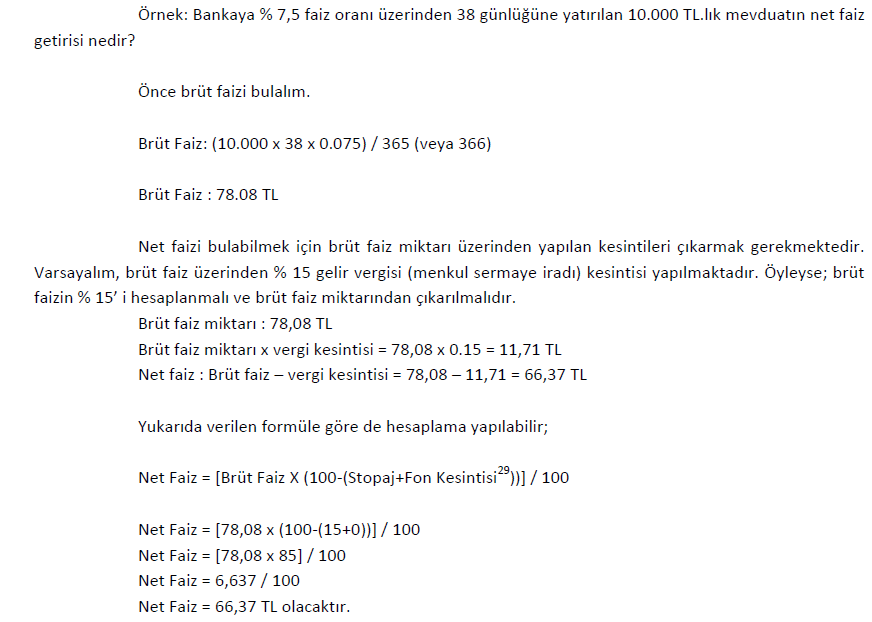 Örnek: Bankaya % 7,5 faiz oranı üzerinden 38 günlüğüne yatırılan 10.000 TL.lık mevduatın net faiz
getirisi nedir?
Önce brüt faizi bulalım.
Brüt Faiz: (10.000 x 38 x 0.075) / 365 (veya 366)
Brüt Faiz : 78.08 TL
Net faizi bulabilmek için brüt faiz miktarı üzerinden yapılan kesintileri çıkarmak gerekmektedir.
Varsayalım, brüt faiz üzerinden % 15 gelir vergisi (menkul sermaye iradı) kesintisi yapılmaktadır. Öyleyse; brüt
faizin % 15’ i hesaplanmalı ve brüt faiz miktarından çıkarılmalıdır.
Brüt faiz miktarı : 78,08 TL
Brüt faiz miktarı x vergi kesintisi = 78,08 x 0.15 = 11,71 TL
Net faiz : Brüt faiz – vergi kesintisi = 78,08 – 11,71 = 66,37 TL
Yukarıda verilen formüle göre de hesaplama yapılabilir;
Net Faiz = [Brüt Faiz X (100-(Stopaj+Fon Kesintisi29))] / 100
Net Faiz = [78,08 x (100-(15+0))] / 100
Net Faiz = [78,08 x 85] / 100
Net Faiz = 6,637 / 100
Net Faiz = 66,37 TL olacaktır.